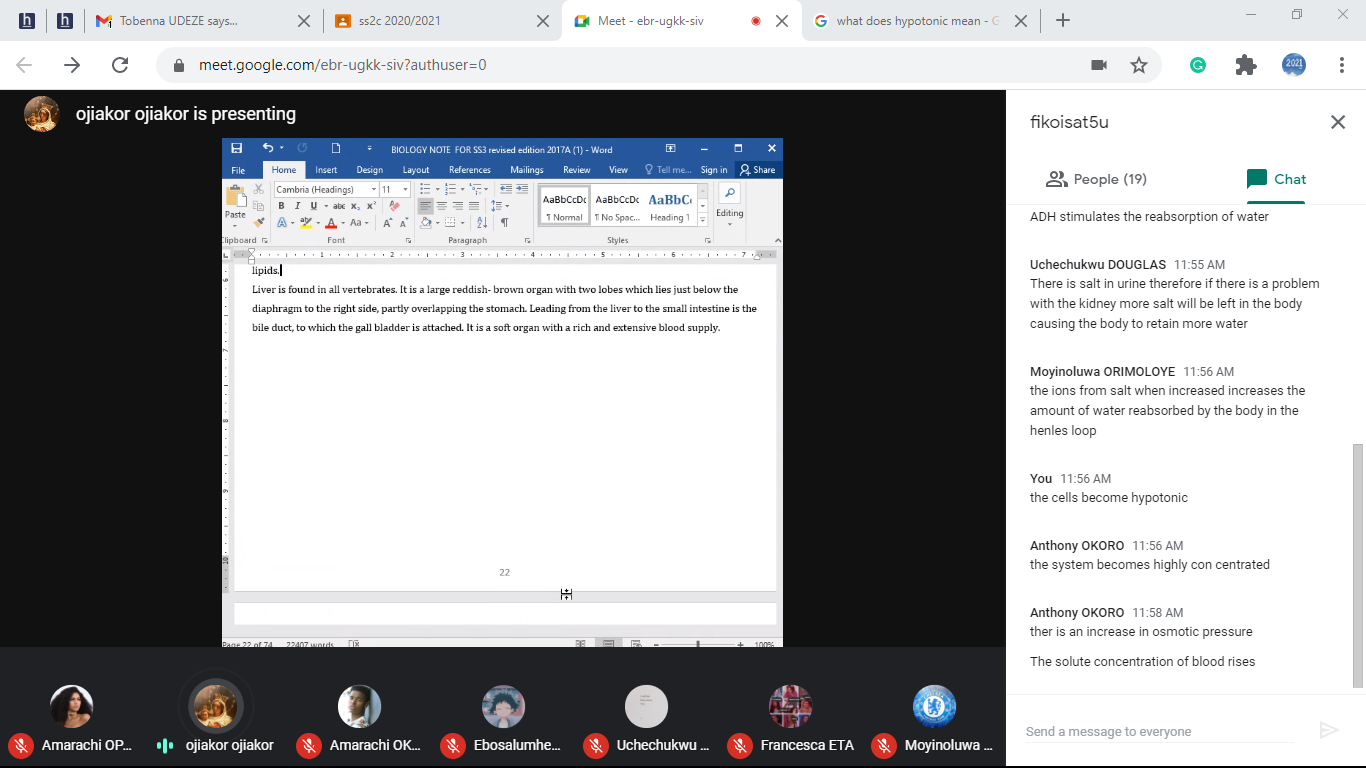 Tobenna UDEZE says...
ss2c 2020/2021
Meet - ebr-ugkk-siv
what does hypotonic mean - G
meet.google.com/ebr-ugkk-siv?authuser=0
2021
ojiakor ojiakor is presenting
BIOLOGY NOTE FOR SS3 revised edition 2017A (1) - Word
File Home Insert Design Layout References Mailings Review View Tell me... Sign in Share
Cambria (Headings) 11
AaBbCcDc AaBbCcDc AaBbC
Paste
B I U abc x₂ x²
¶ Normal ¶ No Spac... Heading 1
Editing
A aby A Aa A A
Clipboard Font Paragraph Styles
1 2 3 4 5 6 7
lipids.
Liver is found in all vertebrates. It is a large reddish- brown organ with two lobes which lies just below the
diaphragm to the right side, partly overlapping the stomach. Leading from the liver to the small intestine is the
bile duct, to which the gall bladder is attached. It is a soft organ with a rich and extensive blood supply.
22
Page 22 of 74 22407 words 100%
Amarachi OP...
ojiakor ojiakor
Amarachi OK...
Ebosalumhe...
Uchechukwu ...
Francesca ETA
Moyinoluwa ...
fikoisat5u
People (19)
Chat
ADH stimulates the reabsorption of water
Uchechukwu DOUGLAS 11:55 AM
There is salt in urine therefore if there is a problem
with the kidney more salt will be left in the body
causing the body to retain more water
Moyinoluwa ORIMOLOYE 11:56 AM
the ions from salt when increased increases the
amount of water reabsorbed by the body in the
henles loop
You 11:56 AM
the cells become hypotonic
Anthony OKORO 11:56 AM
the system becomes highly con centrated
Anthony OKORO 11:58 AM
ther is an increase in osmotic pressure
The solute concentration of blood rises
Send a message to everyone